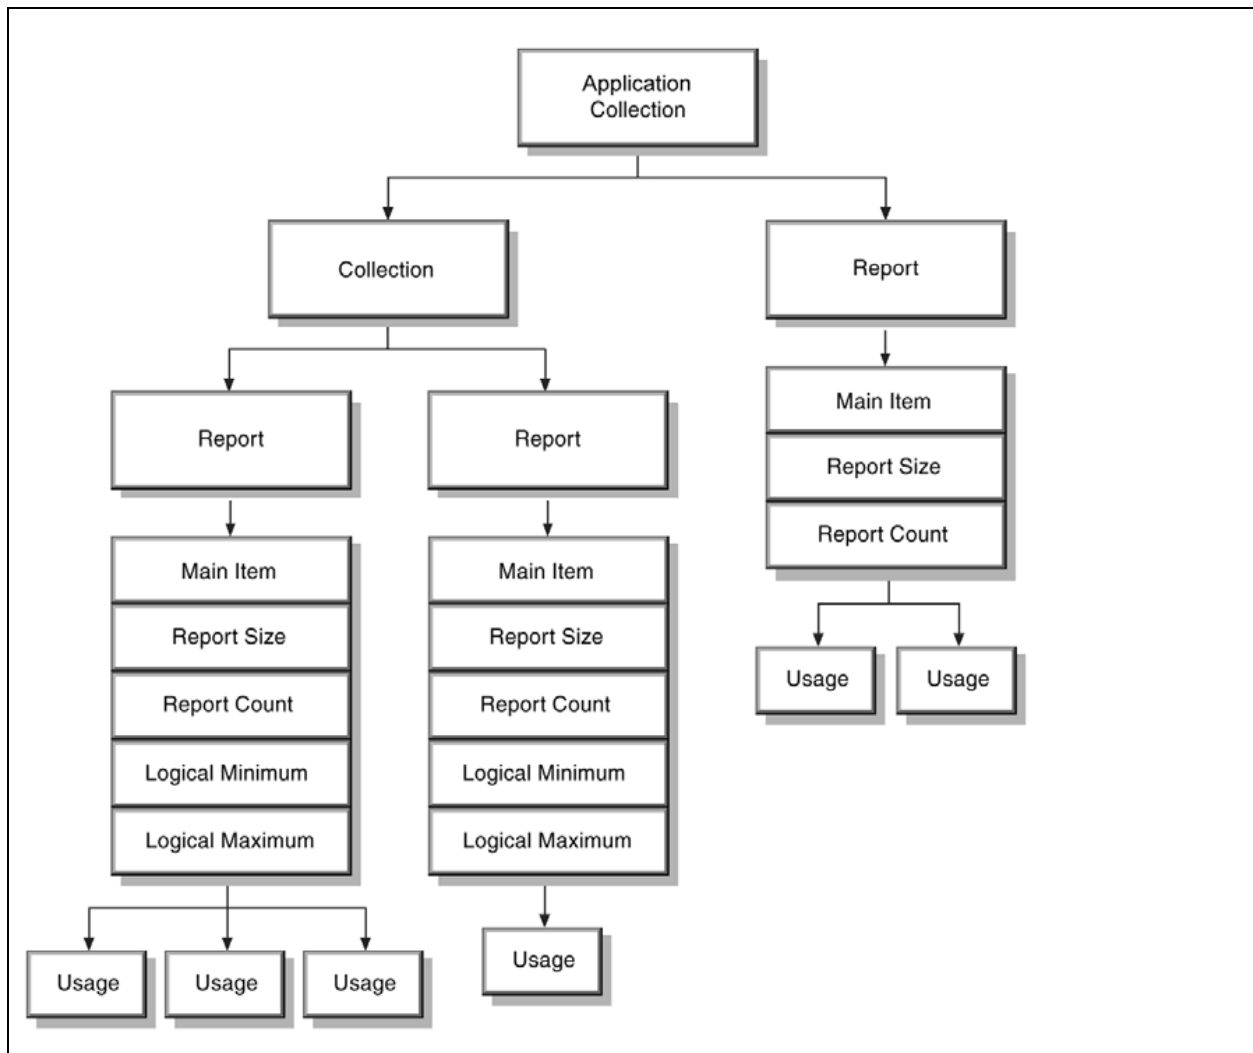 Application
Collection
Collection
Report
Report
Report
Main Item
Report Size
Report Count
Logical Minimum
Logical Maximum
Usage
Usage
Usage
Main Item
Report Size
Report Count
Logical Minimum
Logical Maximum
Usage
Main Item
Report Size
Report Count
Usage
Usage